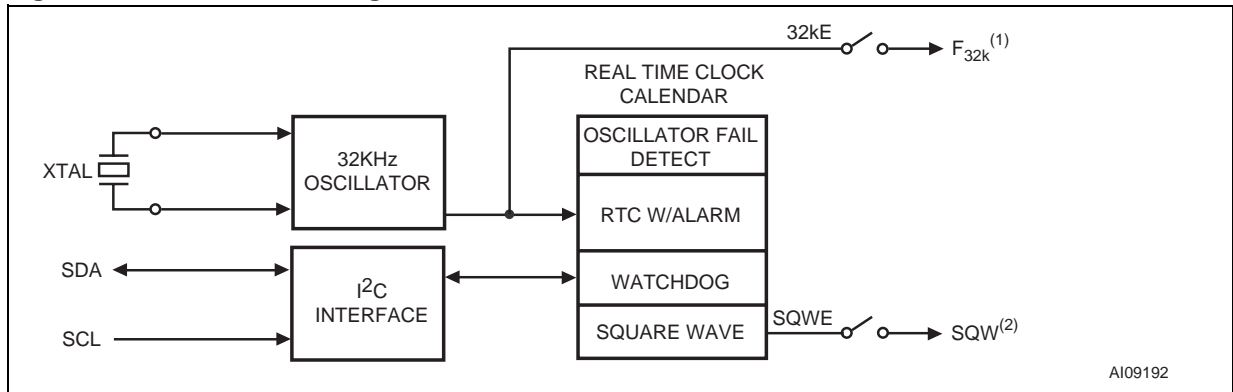 32kE
F32k(1)
REAL TIME CLOCK
CALENDAR
OSCILLATOR FAIL
DETECT
XTAL
32KHz
OSCILLATOR
RTC W/ALARM
SDA
I2C
INTERFACE
WATCHDOG
SCL
SQUARE WAVE
SQWE
SQW(2)
AI09192